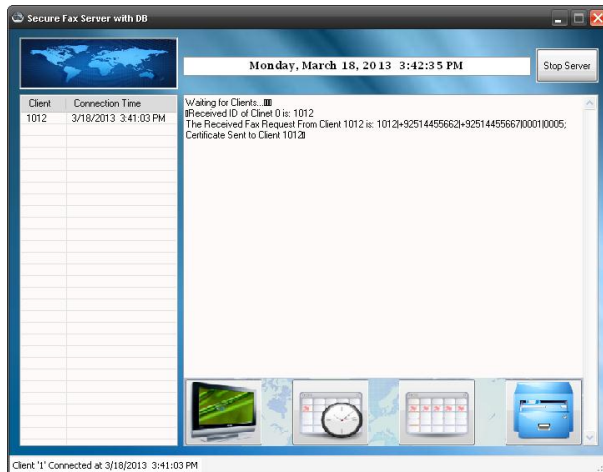 Secure Fax Server with DB
Monday, March 18, 2013 3:42:35 PM
Stop Server
Client Connection Time
1012 3/18/2013 3:41:03 PM
Waiting for Clients...
Received ID of Clinet 0 is: 1012
The Received Fax Request From Client 1012 is: 1012|+92514455662|+92514455667|0001|0005;
Certificate Sent to Client 1012
Client '1' Connected at 3/18/2013 3:41:03 PM